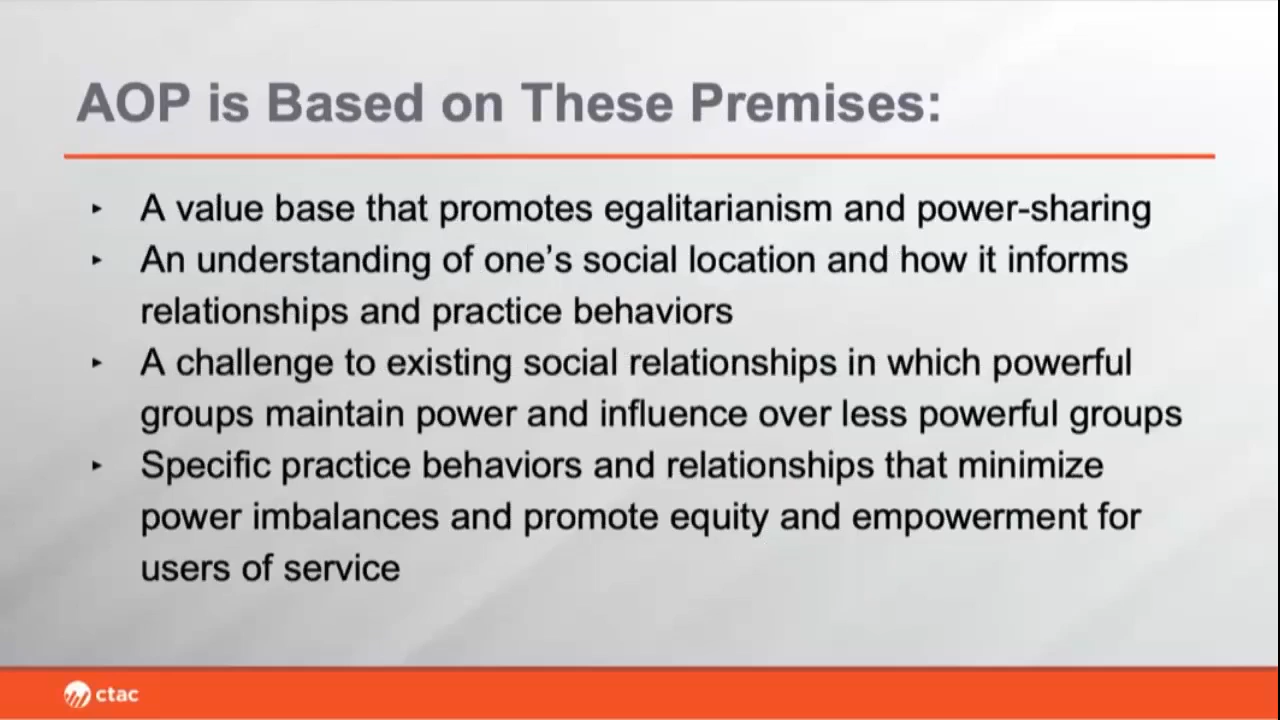 AOP is Based on These Premises:
‣ A value base that promotes egalitarianism and power-sharing
‣ An understanding of one’s social location and how it informs
relationships and practice behaviors
‣ A challenge to existing social relationships in which powerful
groups maintain power and influence over less powerful groups
‣ Specific practice behaviors and relationships that minimize
power imbalances and promote equity and empowerment for
users of service
ctac